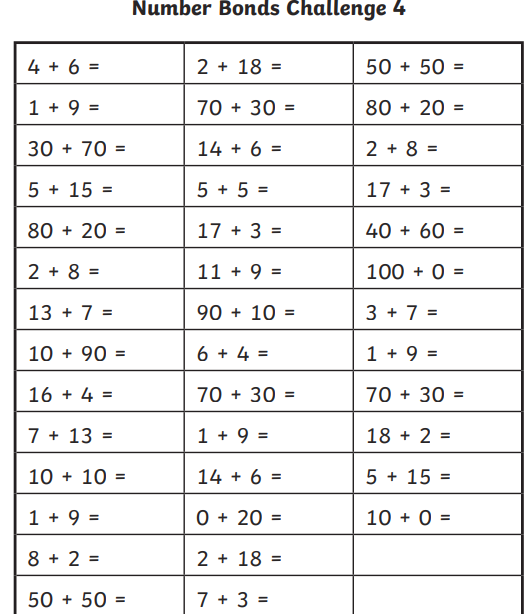 Number Bonds Challenge 4
4 + 6 = 2 + 18 = 50 + 50 =
1 + 9 = 70 + 30 = 80 + 20 =
30 + 70 = 14 + 6 = 2 + 8 =
5 + 15 = 5 + 5 = 17 + 3 =
80 + 20 = 17 + 3 = 40 + 60 =
2 + 8 = 11 + 9 = 100 + 0 =
13 + 7 = 90 + 10 = 3 + 7 =
10 + 90 = 6 + 4 = 1 + 9 =
16 + 4 = 70 + 30 = 70 + 30 =
7 + 13 = 1 + 9 = 18 + 2 =
10 + 10 = 14 + 6 = 5 + 15 =
1 + 9 = 0 + 20 = 10 + 0 =
8 + 2 = 2 + 18 =
50 + 50 = 7 + 3 =